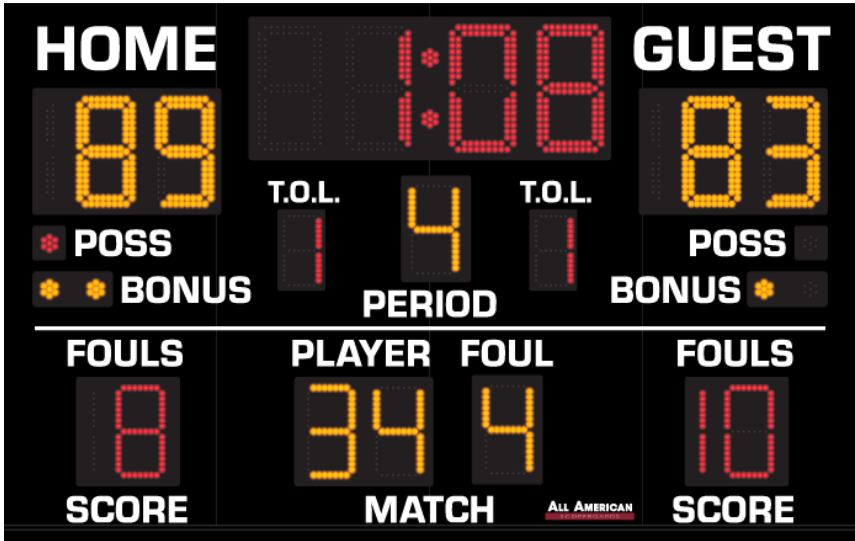 HOME 1:08 GUEST
89 83
T.O.L. 4 T.O.L.
POSS 1 1 POSS
BONUS PERIOD BONUS
FOULS PLAYER FOUL FOULS
8 34 4 10
SCORE MATCH ALL AMERICAN SCORE
SCOREBOARDS